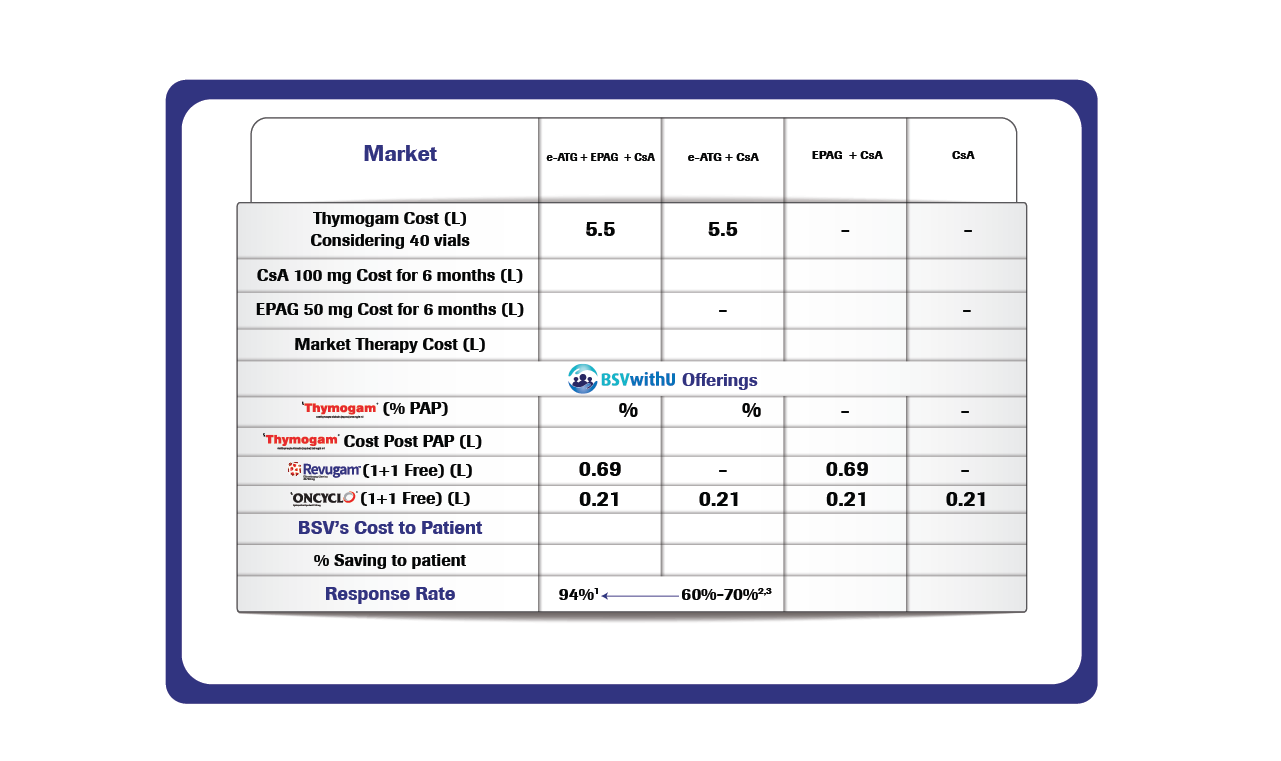 Market e-ATG + EPAG + CsA e-ATG + CsA EPAG + CsA CsA
Thymogam Cost (L)
Considering 40 vials 5.5 5.5 – –
CsA 100 mg Cost for 6 months (L)
EPAG 50 mg Cost for 6 months (L) – –
Market Therapy Cost (L)
BSVwithU Offerings
Thymogam (% PAP) % % – –
Thymogam Cost Post PAP (L)
Revugam (1+1 Free) (L) 0.69 – 0.69 –
ONCYCLO (1+1 Free) (L) 0.21 0.21 0.21 0.21
BSV's Cost to Patient
% Saving to patient
Response Rate 94%¹ 60%–70%²,³